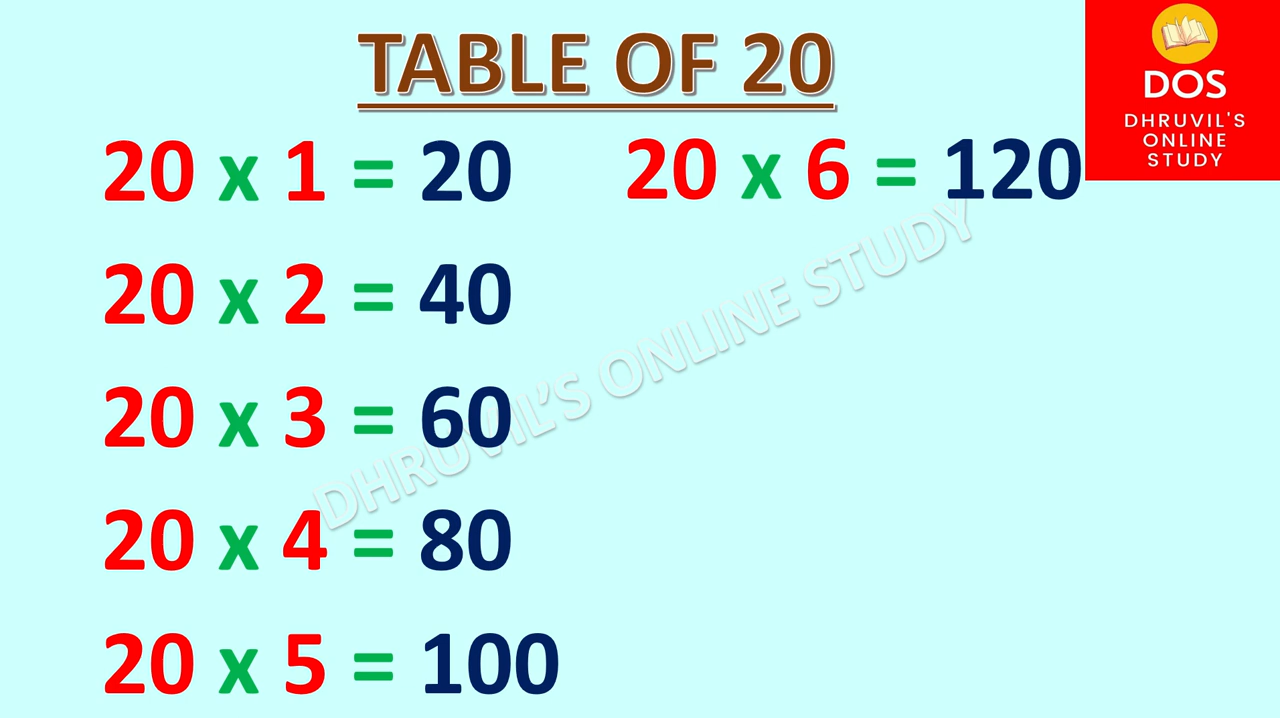 TABLE OF 20
DOS
DHRUVIL'S
ONLINE
STUDY
20 x 1 = 20
20 x 2 = 40
20 x 3 = 60
20 x 4 = 80
20 x 5 = 100
20 x 6 = 120
DHRUVIL'S ONLINE STUDY